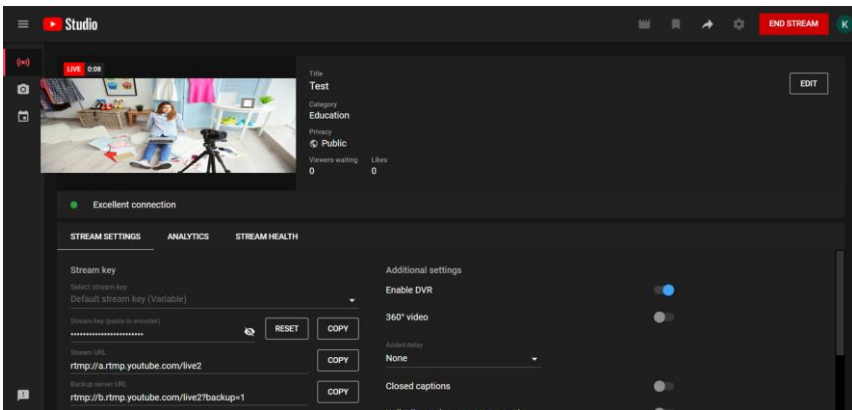 Studio
END STREAM
K
LIVE 0:08
Title
Test
EDIT
Category
Education
Privacy
Public
Viewers waiting Likes
0 0
Excellent connection
STREAM SETTINGS ANALYTICS STREAM HEALTH
Stream key
Select stream key
Default stream key (Variable)
Stream key (paste in encoder)
RESET COPY
Stream URL
rtmp://a.rtmp.youtube.com/live2
COPY
Backup server URL
rtmp://b.rtmp.youtube.com/live2?backup=1
COPY
Additional settings
Enable DVR
360° video
Added delay
None
Closed captions